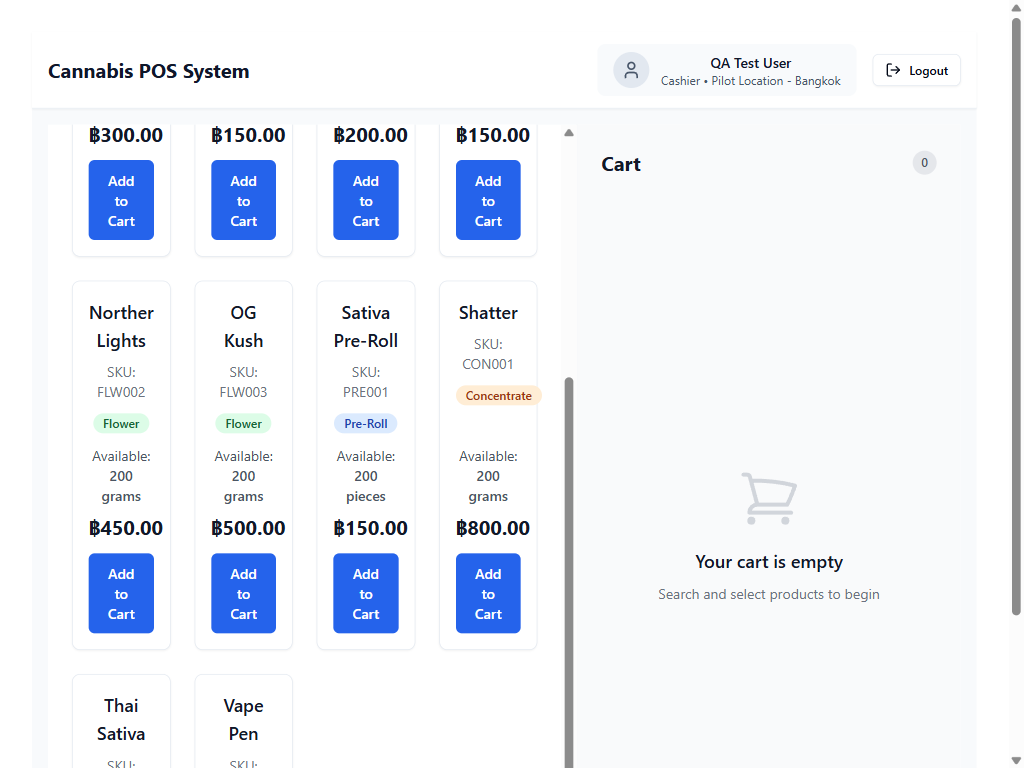 Cannabis POS System
QA Test User
Cashier • Pilot Location - Bangkok
Logout
฿300.00
฿150.00
฿200.00
฿150.00
Add
to
Cart
Add
to
Cart
Add
to
Cart
Add
to
Cart
Cart
0
Norther
Lights
SKU:
FLW002
Flower
Available:
200
grams
฿450.00
Add
to
Cart
OG
Kush
SKU:
FLW003
Flower
Available:
200
grams
฿500.00
Add
to
Cart
Sativa
Pre-Roll
SKU:
PRE001
Pre-Roll
Available:
200
pieces
฿150.00
Add
to
Cart
Shatter
SKU:
CON001
Concentrate
Available:
200
grams
฿800.00
Add
to
Cart
Thai
Sativa
SKU:
Vape
Pen
SKU:
Your cart is empty
Search and select products to begin